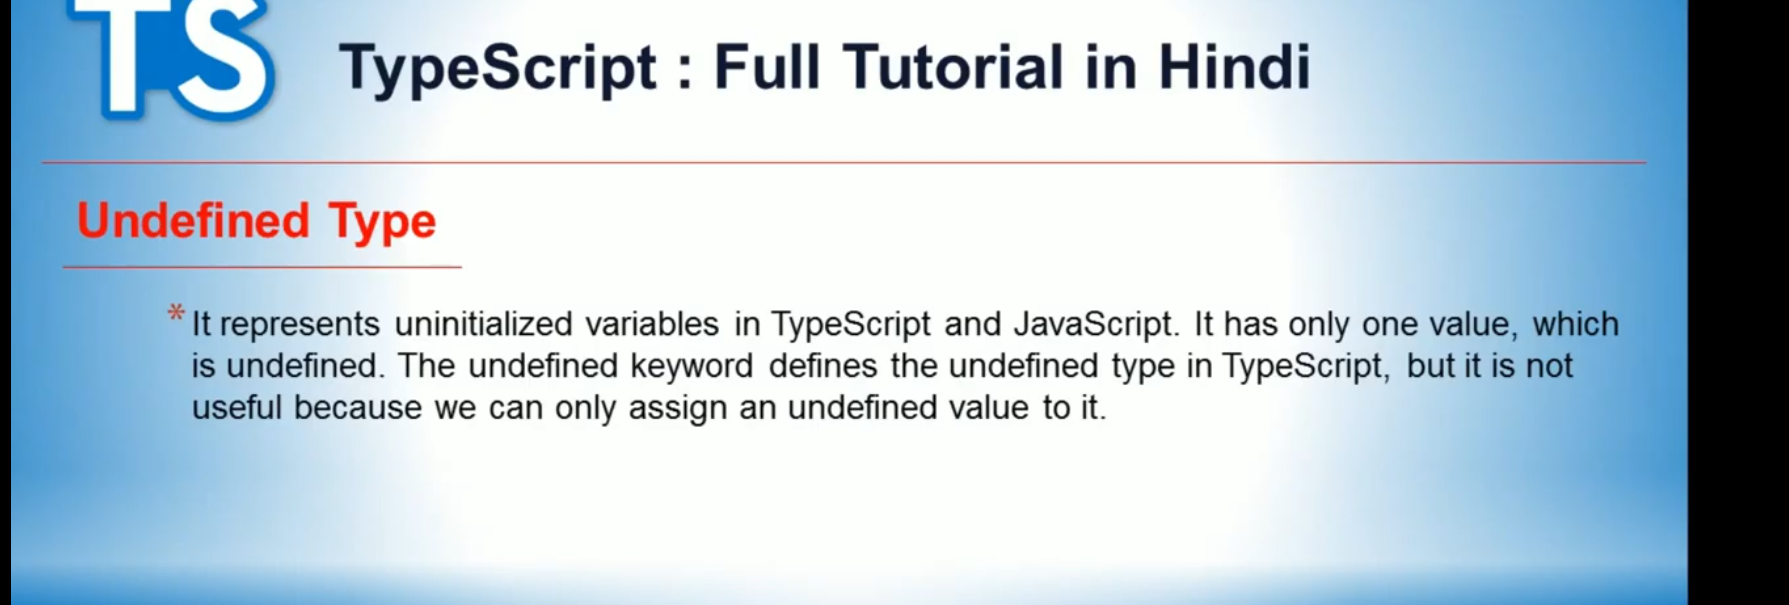 TS
TypeScript : Full Tutorial in Hindi
Undefined Type
* It represents uninitialized variables in TypeScript and JavaScript. It has only one value, which
is undefined. The undefined keyword defines the undefined type in TypeScript, but it is not
useful because we can only assign an undefined value to it.